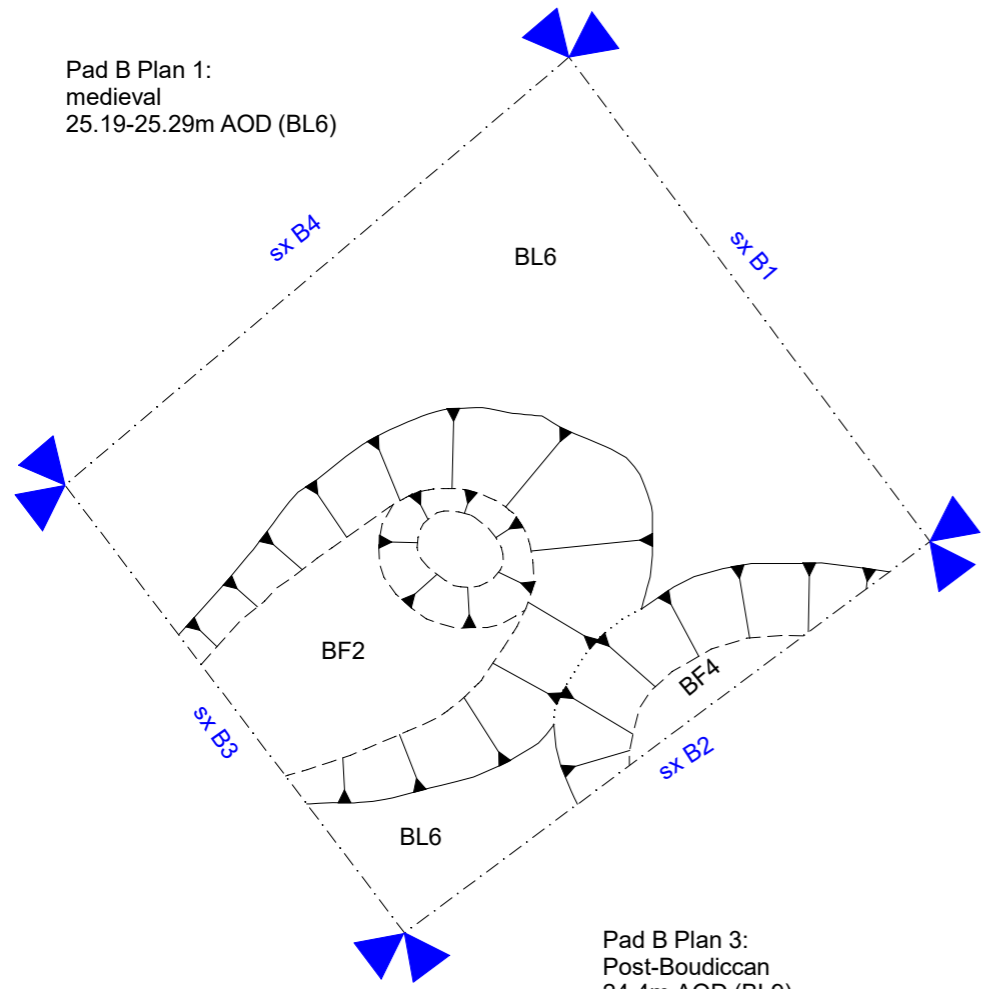 Pad B Plan 1:
medieval
25.19-25.29m AOD (BL6)
sx B4
BL6
sx B1
BF2
BF4
sx B3
sx B2
BL6
Pad B Plan 3:
Post-Boudiccan